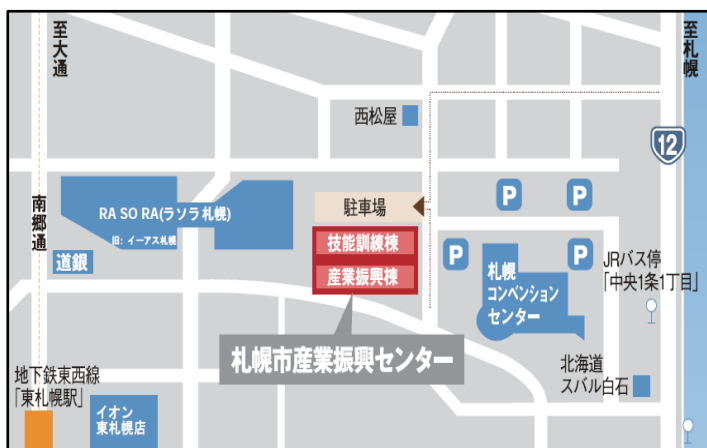 至大通
至札幌
西松屋
12
南郷通
RA SO RA(ラソラ札幌)
旧: イーアス札幌
道銀
駐車場
技能訓練棟
産業振興棟
P
P
P
P
札幌
コンベンション
センター
JRバス停
「中央1条1丁目」
札幌市産業振興センター
地下鉄東西線
「東札幌駅」
イオン
東札幌店
北海道
スバル白石